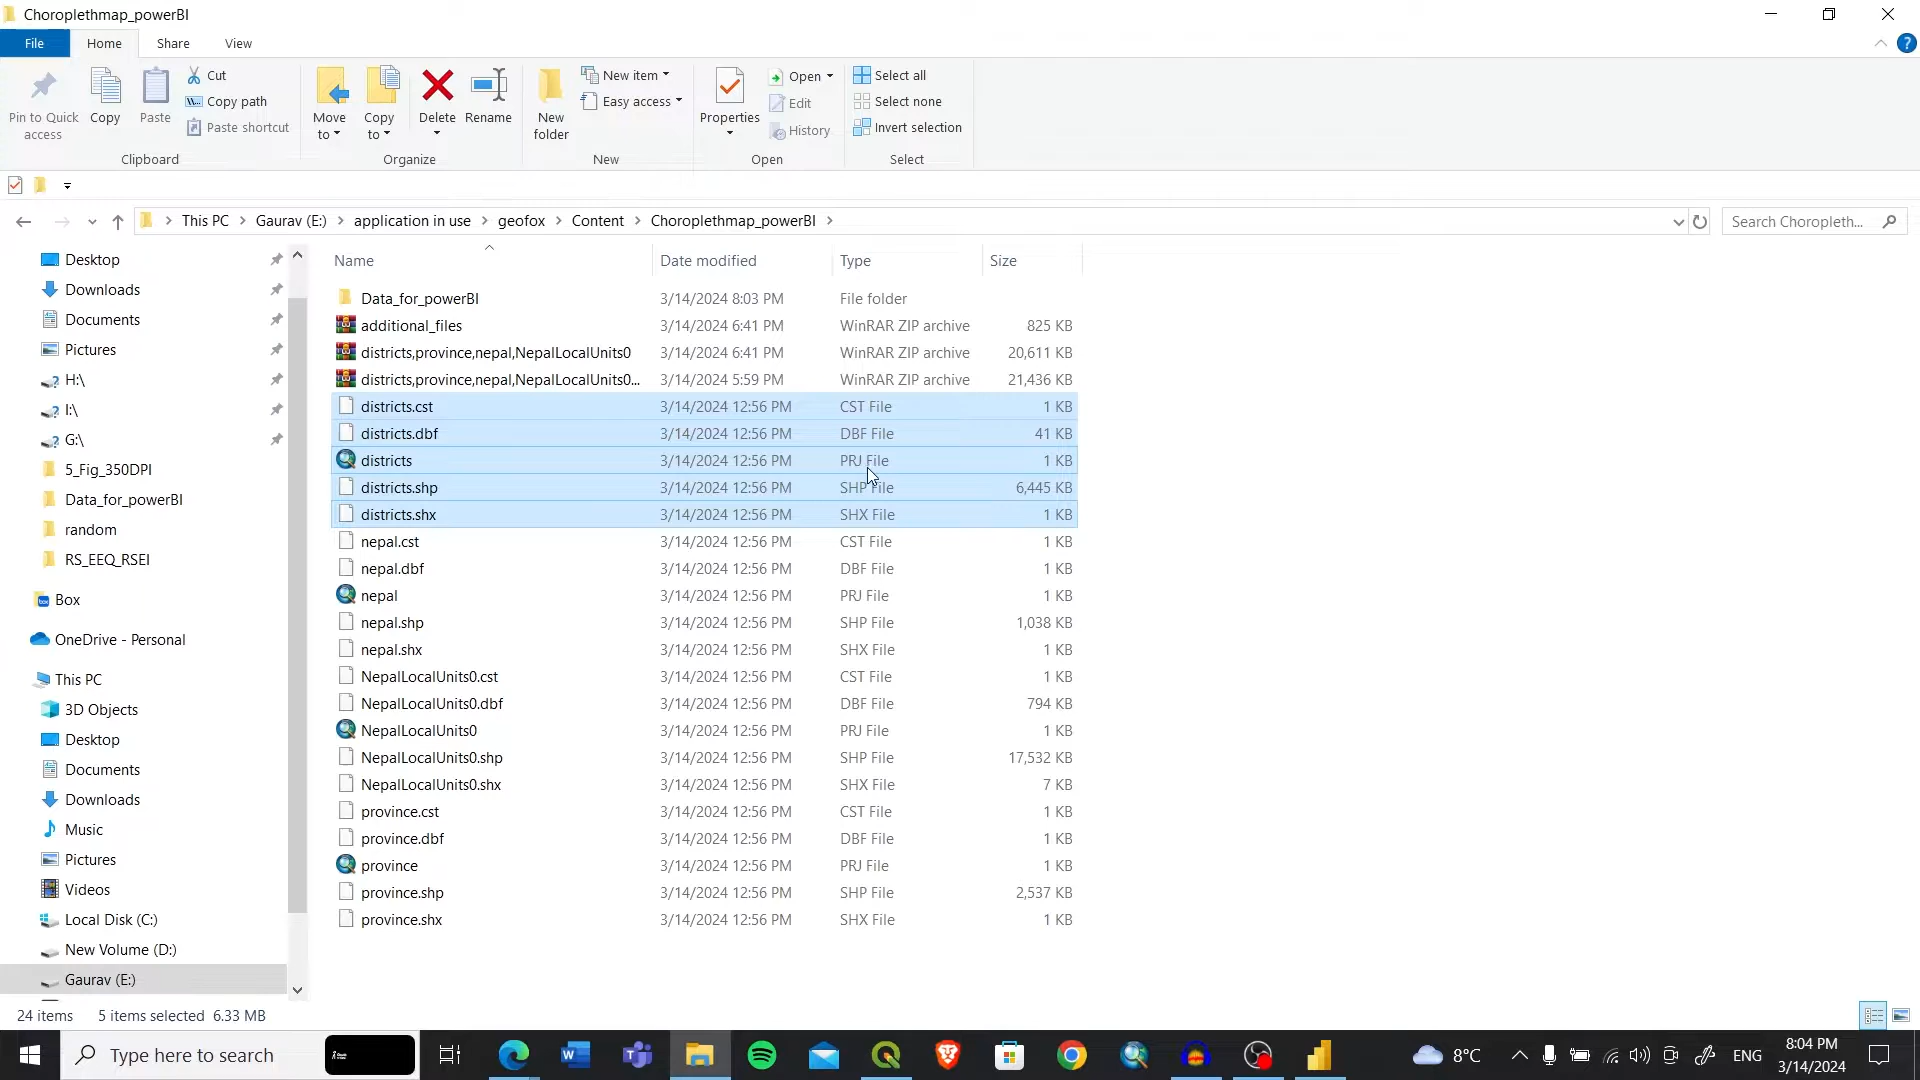 Choroplethmap_powerBI
File Home Share View
Pin to Quick access
Copy
Paste
Cut
Copy path
Paste shortcut
Clipboard
Move to
Copy to
Delete
Rename
Organize
New folder
New item
Easy access
New
Properties
Open
Edit
History
Open
Select all
Select none
Invert selection
Select
This PC > Gaurav (E:) > application in use > geofox > Content > Choroplethmap_powerBI >
Search Choropleth...
Desktop
Downloads
Documents
Pictures
H:\
I:\
G:\
5_Fig_350DPI
Data_for_powerBI
random
RS_EEQ_RSEI
Box
OneDrive - Personal
This PC
3D Objects
Desktop
Documents
Downloads
Music
Pictures
Videos
Local Disk (C:)
New Volume (D:)
Gaurav (E:)
Name Date modified Type Size
Data_for_powerBI 3/14/2024 8:03 PM File folder
additional_files 3/14/2024 6:41 PM WinRAR ZIP archive 825 KB
districts,province,nepal,NepalLocalUnits0 3/14/2024 6:41 PM WinRAR ZIP archive 20,611 KB
districts,province,nepal,NepalLocalUnits0... 3/14/2024 5:59 PM WinRAR ZIP archive 21,436 KB
districts.cst 3/14/2024 12:56 PM CST File 1 KB
districts.dbf 3/14/2024 12:56 PM DBF File 41 KB
districts 3/14/2024 12:56 PM PRJ File 1 KB
districts.shp 3/14/2024 12:56 PM SHP File 6,445 KB
districts.shx 3/14/2024 12:56 PM SHX File 1 KB
nepal.cst 3/14/2024 12:56 PM CST File 1 KB
nepal.dbf 3/14/2024 12:56 PM DBF File 1 KB
nepal 3/14/2024 12:56 PM PRJ File 1 KB
nepal.shp 3/14/2024 12:56 PM SHP File 1,038 KB
nepal.shx 3/14/2024 12:56 PM SHX File 1 KB
NepalLocalUnits0.cst 3/14/2024 12:56 PM CST File 1 KB
NepalLocalUnits0.dbf 3/14/2024 12:56 PM DBF File 794 KB
NepalLocalUnits0 3/14/2024 12:56 PM PRJ File 1 KB
NepalLocalUnits0.shp 3/14/2024 12:56 PM SHP File 17,532 KB
NepalLocalUnits0.shx 3/14/2024 12:56 PM SHX File 7 KB
province.cst 3/14/2024 12:56 PM CST File 1 KB
province.dbf 3/14/2024 12:56 PM DBF File 1 KB
province 3/14/2024 12:56 PM PRJ File 1 KB
province.shp 3/14/2024 12:56 PM SHP File 2,537 KB
province.shx 3/14/2024 12:56 PM SHX File 1 KB
24 items 5 items selected 6.33 MB
Type here to search
8°C
ENG
8:04 PM
3/14/2024